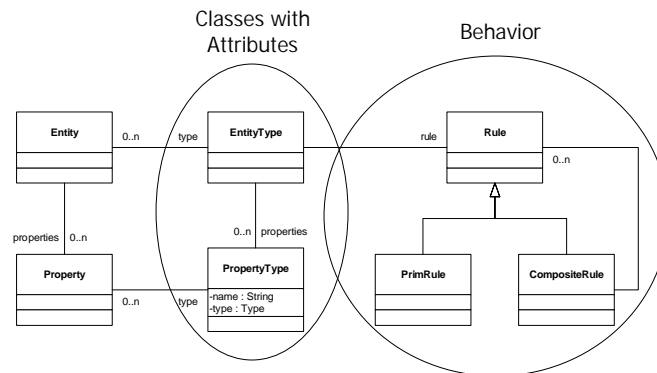 Classes with
Attributes
Behavior
Entity
0..n
type
EntityType
rule
Rule
0..n
properties
0..n
0..n
properties
Property
0..n
type
PropertyType
-name : String
-type : Type
PrimRule
CompositeRule